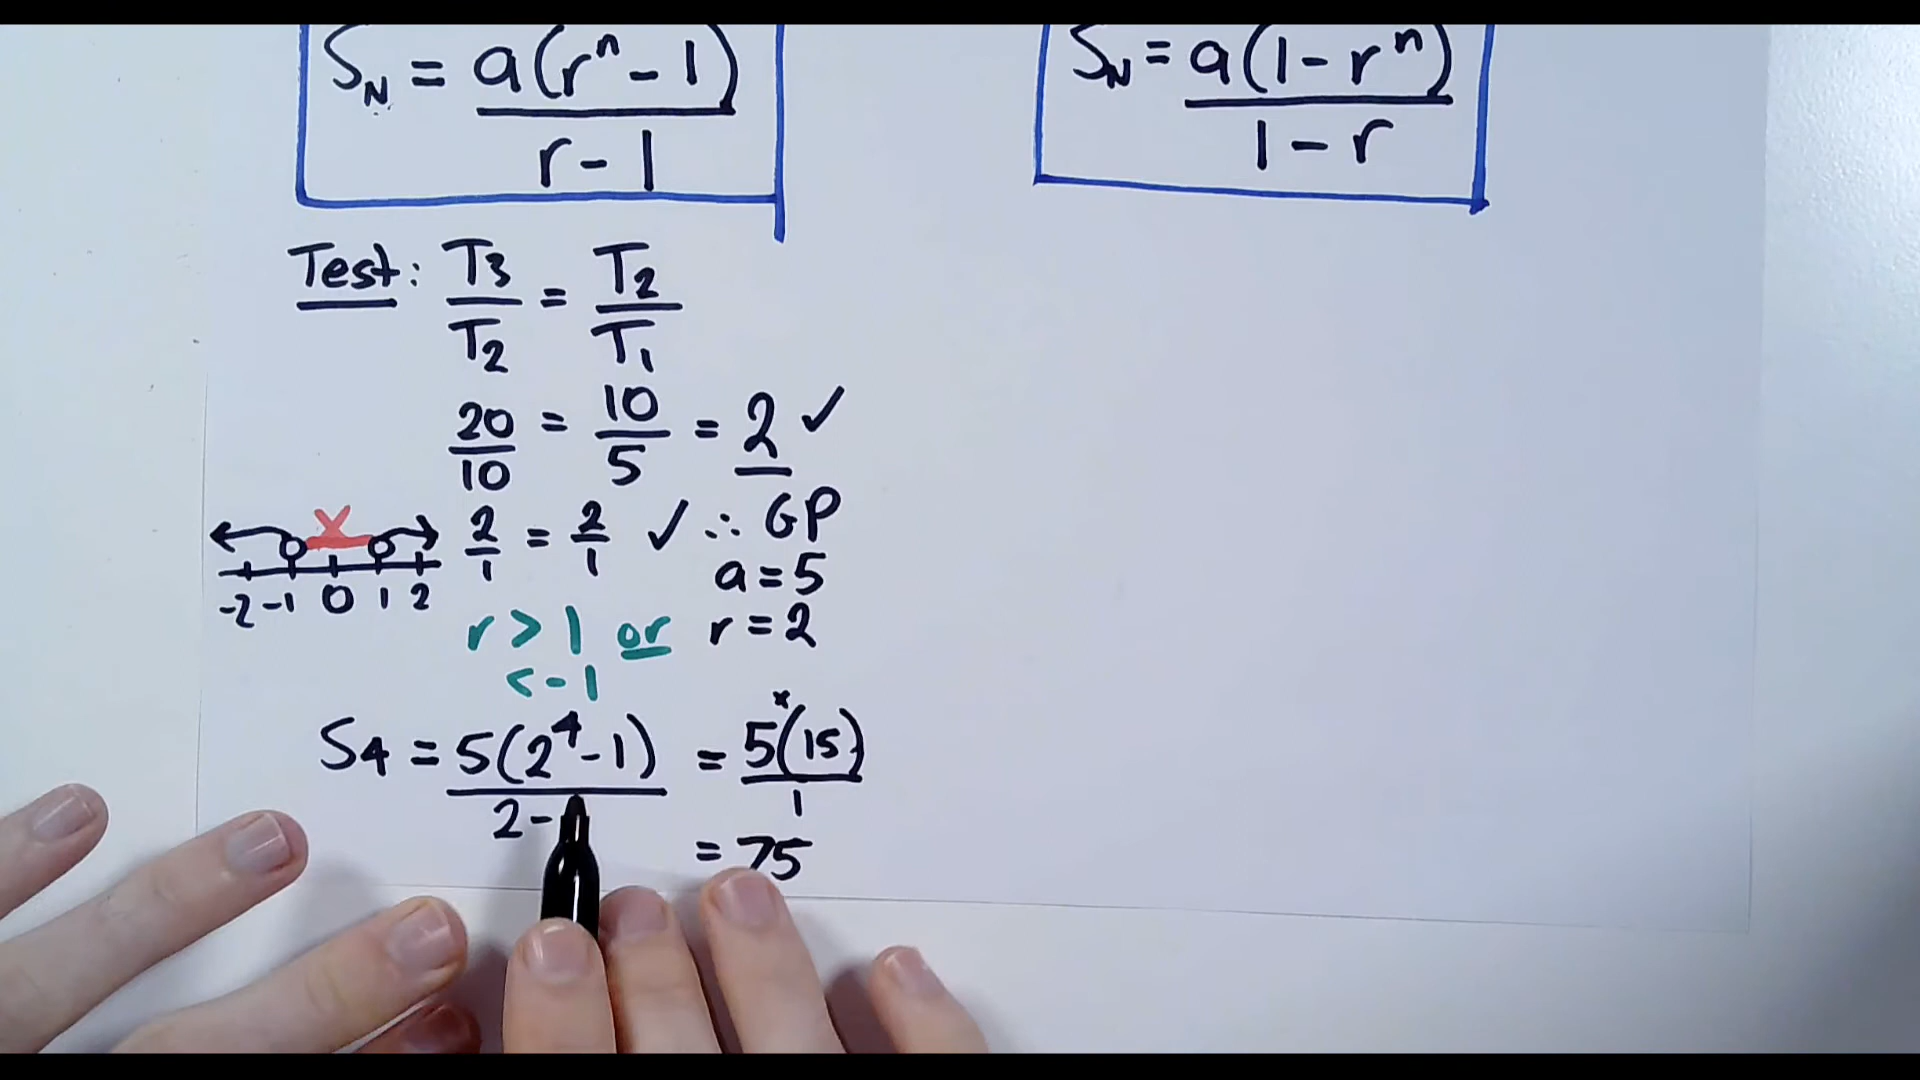 S_N = a(r^n - 1) / r - 1
S_N = a(1 - r^n) / 1 - r
Test: T3/T2 = T2/T1
20/10 = 10/5 = 2 ✓
2/1 = 2/1 ✓ ∴ GP
X
a = 5
-2 -1 0 1 2
r > 1 or
r = 2
< -1
S4 = 5(2^4 - 1) / 2 - = 5×(15) / 1
= 75